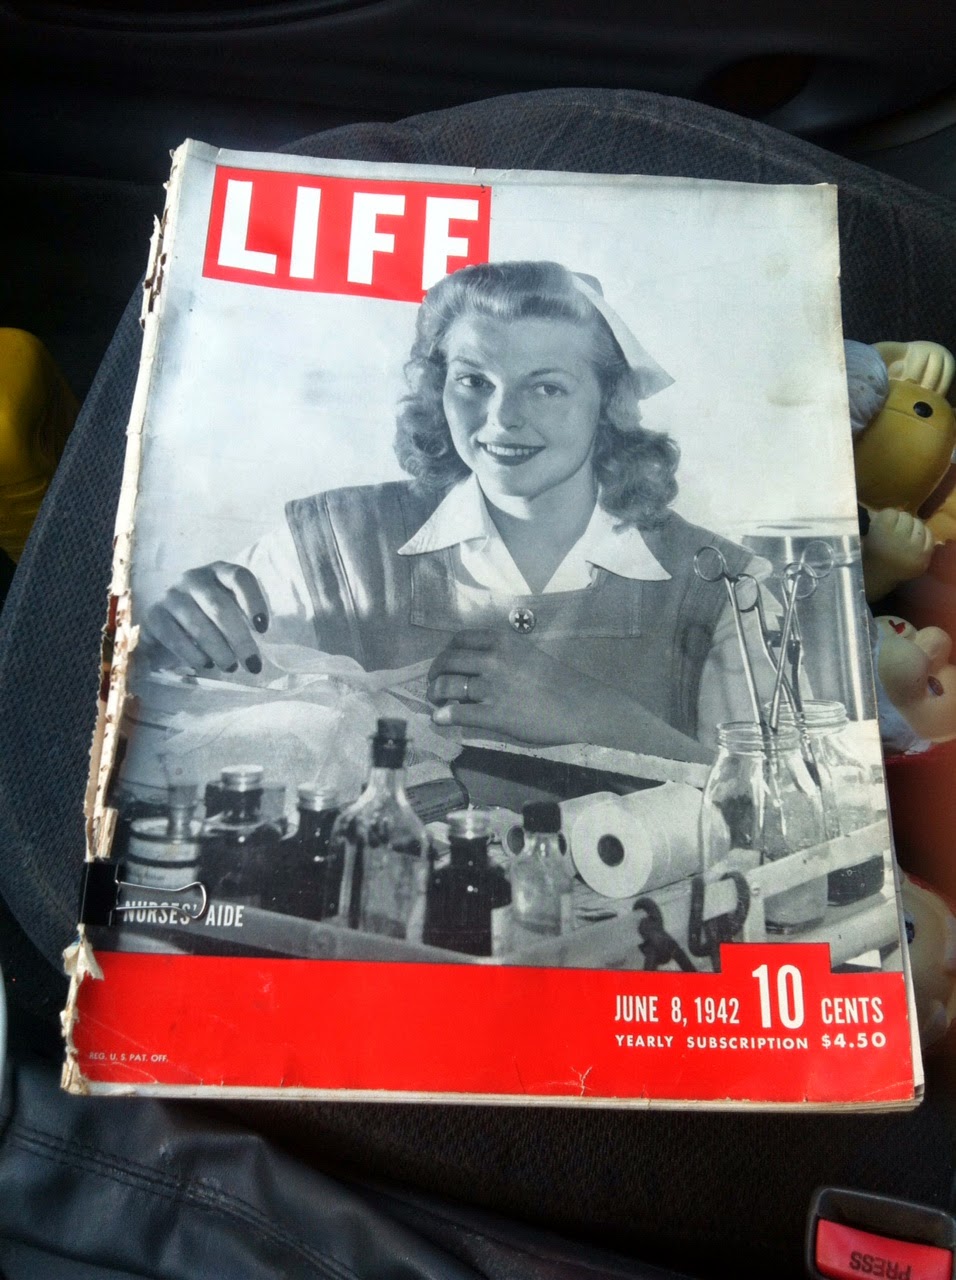 LIFE
NURSES' AIDE
JUNE 8, 1942 10 CENTS
YEARLY SUBSCRIPTION $4.50
REG. U. S. PAT. OFF.
PRESS